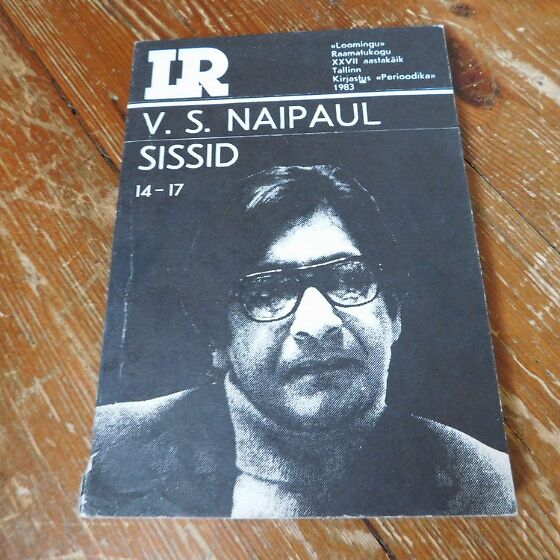 LR
«Loomingu»
Raamatukogu
XXVII aastakäik
Tallinn
Kirjastus «Perioodika»
1983
V. S. NAIPAUL
SISSID
14–17